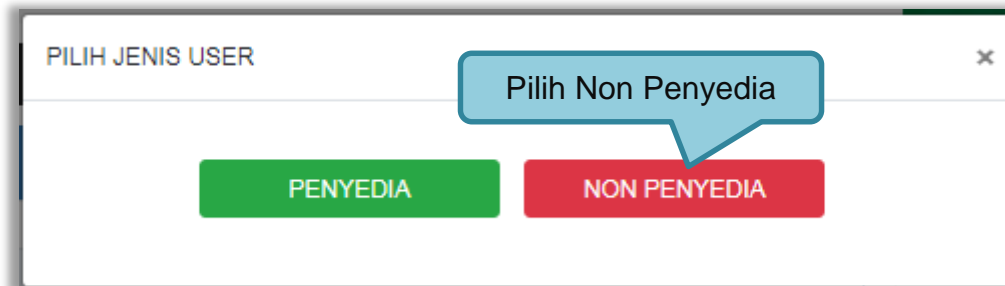 PILIH JENIS USER
×
Pilih Non Penyedia
PENYEDIA
NON PENYEDIA